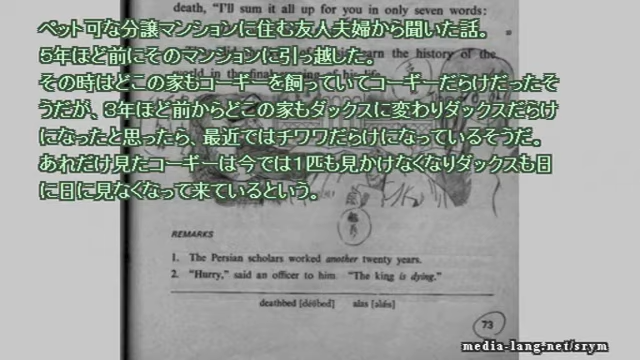 death, "I'll sum it all up for you in only seven words:
ペット可な分譲マンションに住む友人夫婦から聞いた話。
5年ほど前にそのマンションに引っ越した。
その時はどこの家もコーギーを飼っていてコーギーだらけだったそ
うだが、3年ほど前からどこの家もダックスに変わりダックスだらけ
になったと思ったら、最近ではチワワだらけになっているそうだ。
あれだけ見たコーギーは今では1匹も見かけなくなりダックスも日
に日に見なくなって来ているという。
learn the history of the
REMARKS
1. The Persian scholars worked another twenty years.
2. "Hurry," said an officer to him. "The king is dying."
deathbed [déθbed] alas [əlǽs]
73
media-lang.net/srym